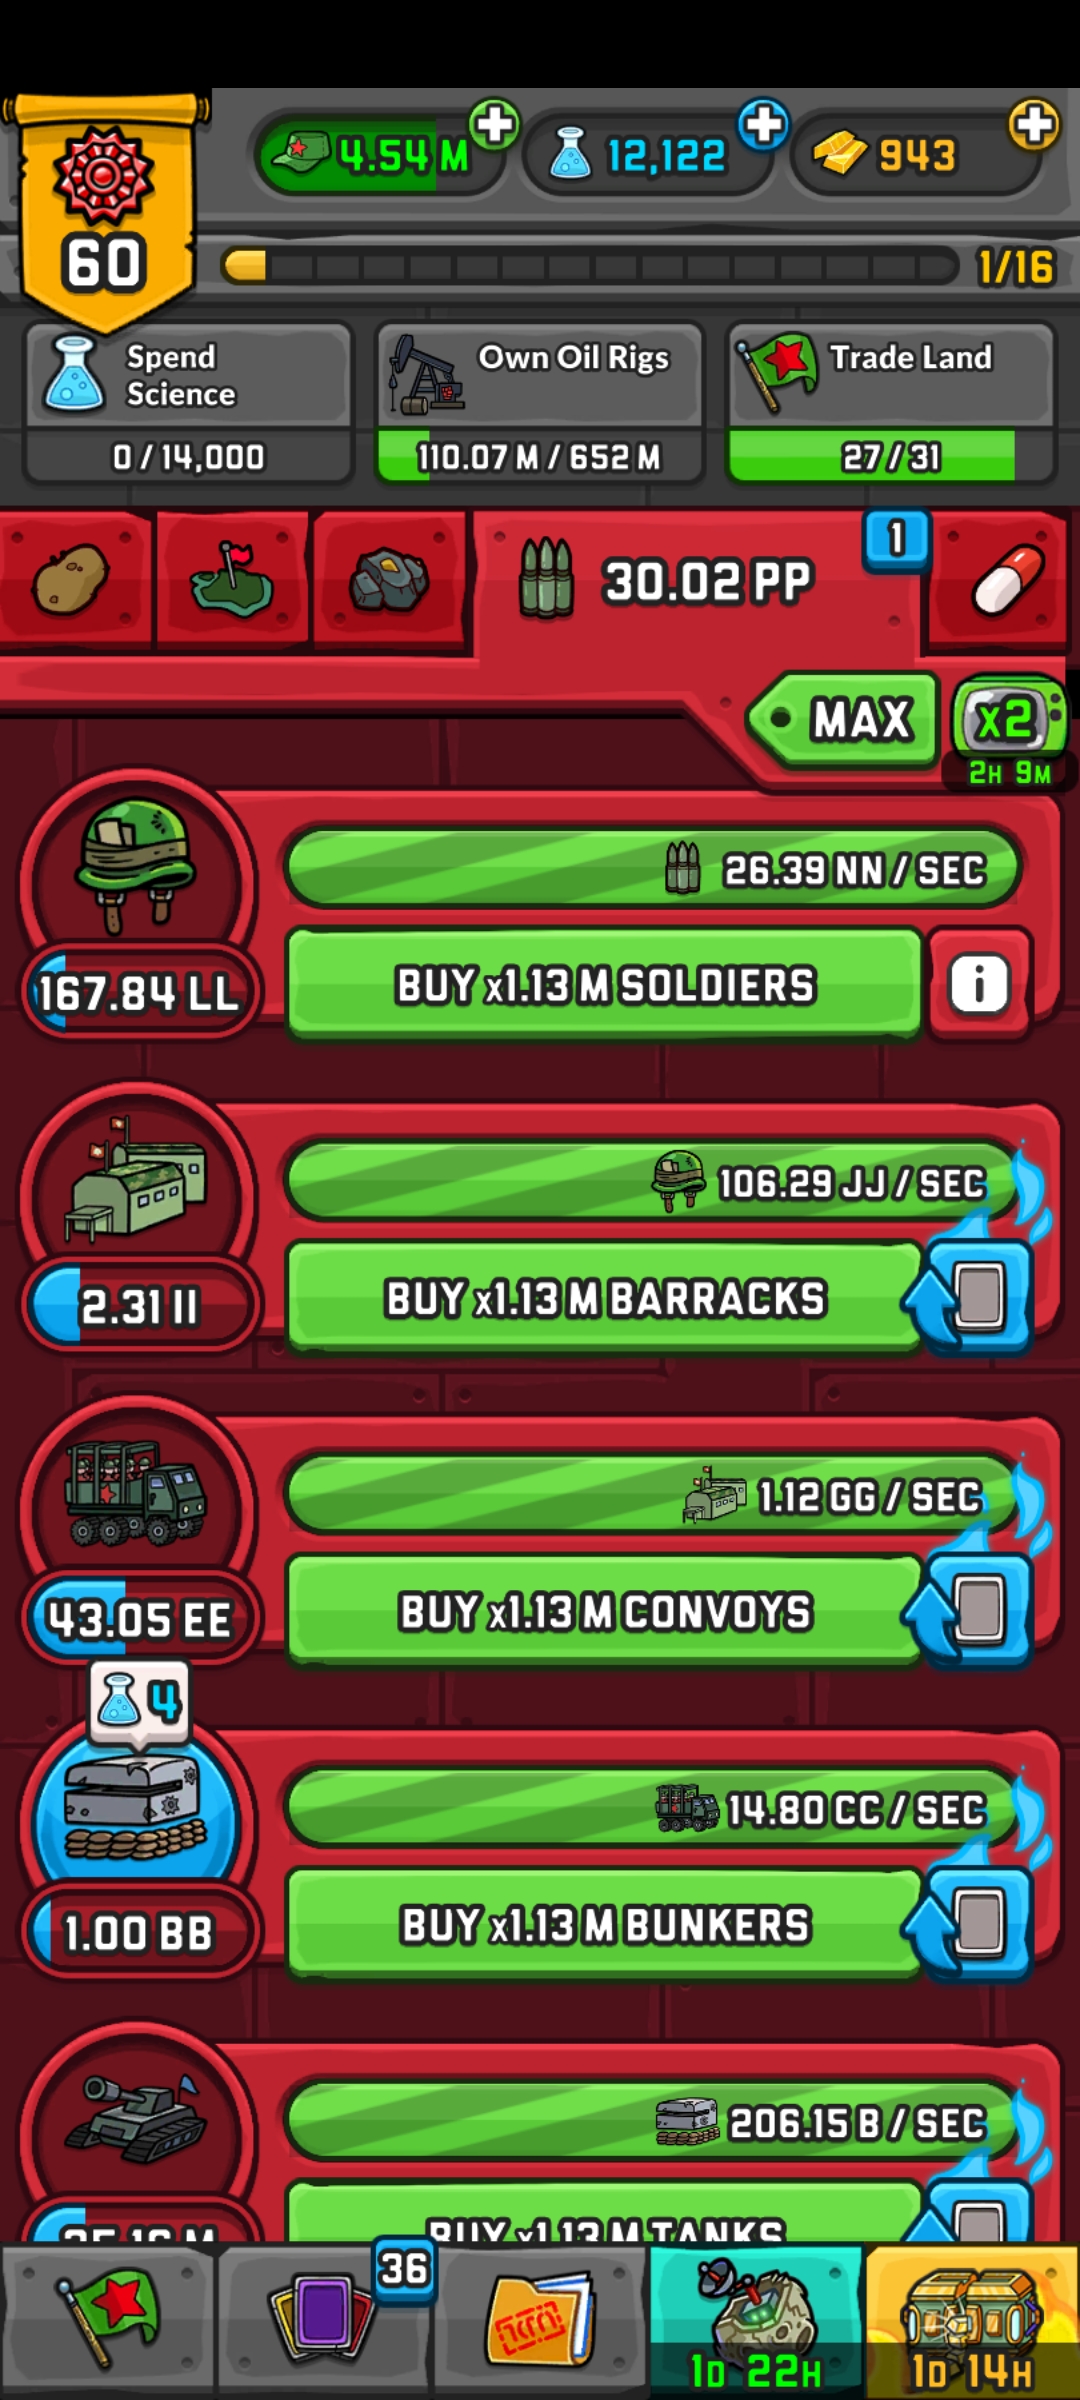 60
4.54 M
12,122
943
1/16
Spend
Science
0/14,000
Own Oil Rigs
110.07 M/652 M
Trade Land
27/31
30.02 PP
1
MAX
x2
2H 9M
26.39 NN/SEC
167.84 LL
BUY x1.13 M SOLDIERS
i
106.29 JJ/SEC
2.31 II
BUY x1.13 M BARRACKS
1.12 GG/SEC
43.05 EE
BUY x1.13 M CONVOYS
4
14.80 CC/SEC
1.00 BB
BUY x1.13 M BUNKERS
206.15 B/SEC
BUY x1.13 M TANKS
36
1D 22H
1D 14H